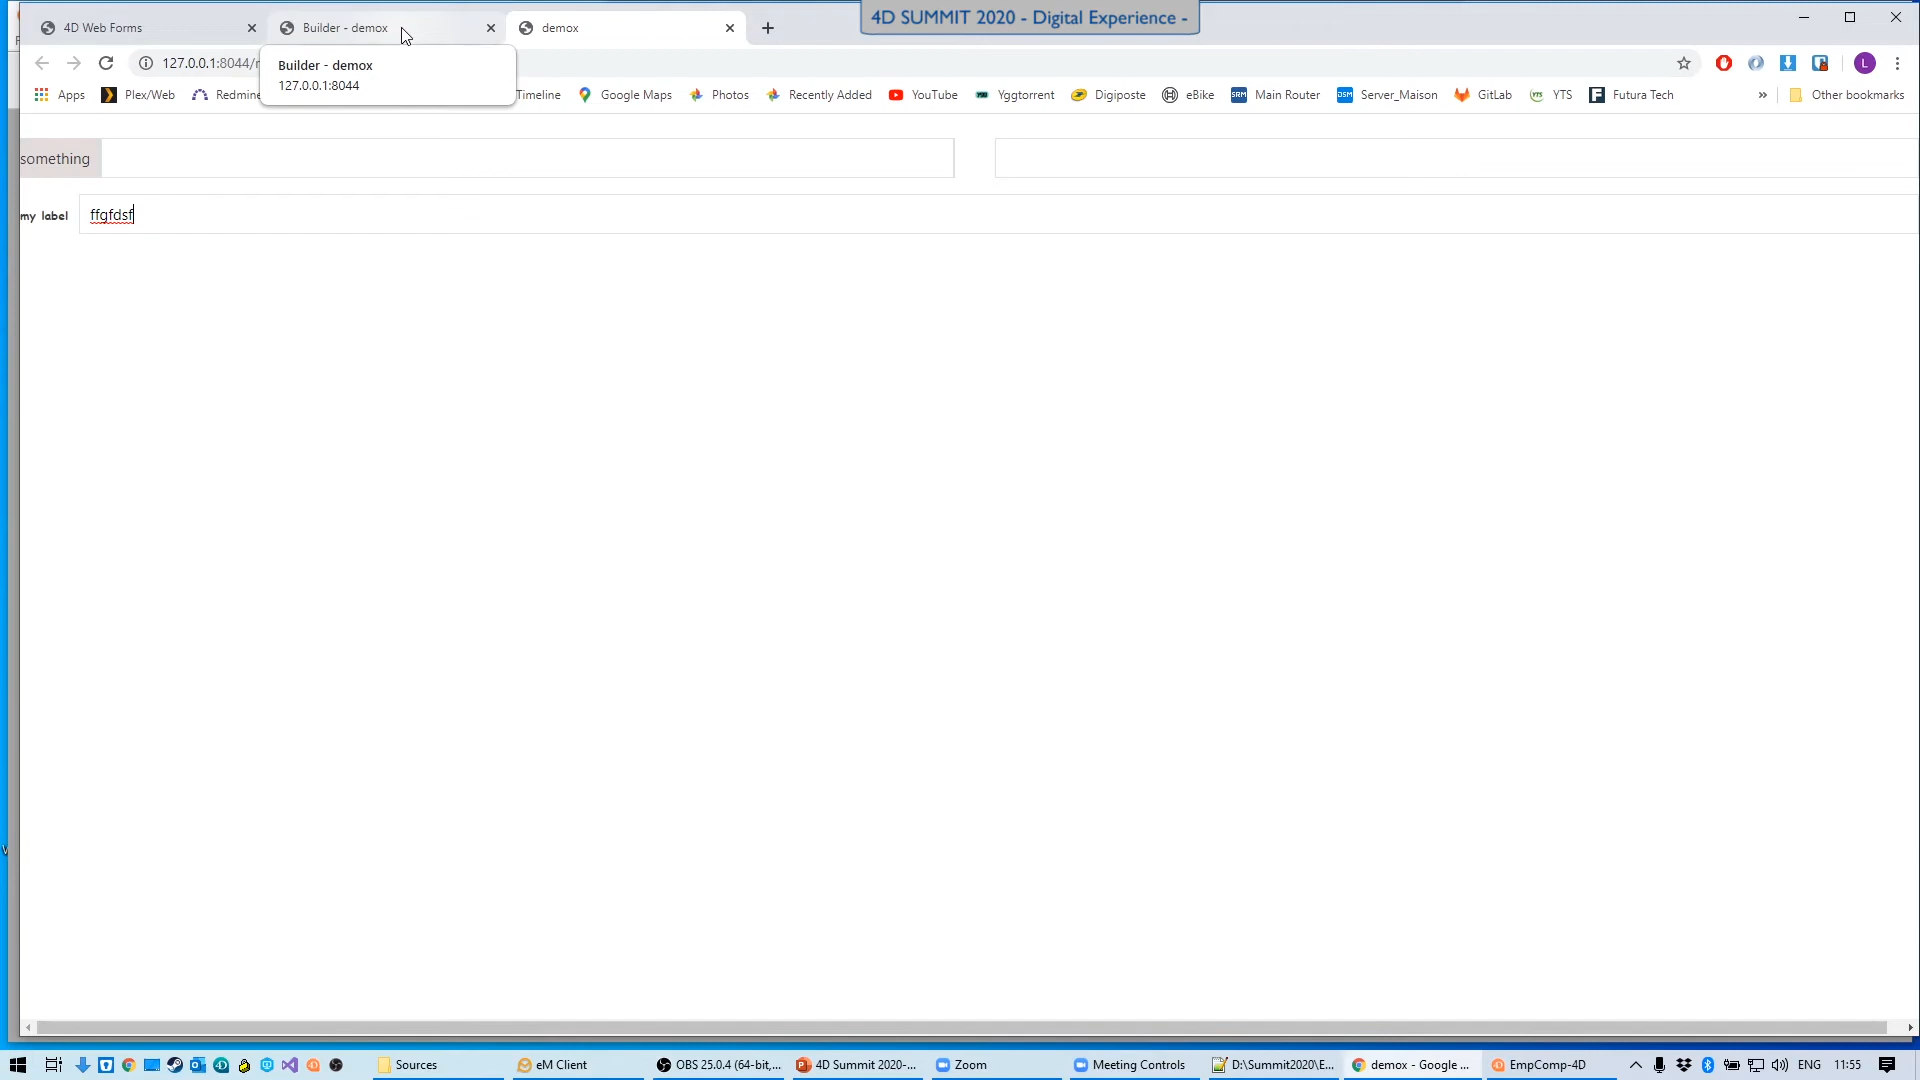 4D SUMMIT 2020 - Digital Experience -
4D Web Forms
Builder - demox
demox
127.0.0.1:8044/
Builder - demox
127.0.0.1:8044
L
Apps
Plex/Web
Redmine
Timeline
Google Maps
Photos
Recently Added
YouTube
Yggtorrent
Digiposte
eBike
Main Router
Server_Maison
GitLab
YTS
Futura Tech
»
Other bookmarks
something
my label
ffgfdsf
Sources
eM Client
OBS 25.0.4 (64-bit,...
4D Summit 2020-...
Zoom
Meeting Controls
D:\Summit2020\E...
demox - Google ...
EmpComp-4D
ENG
11:55